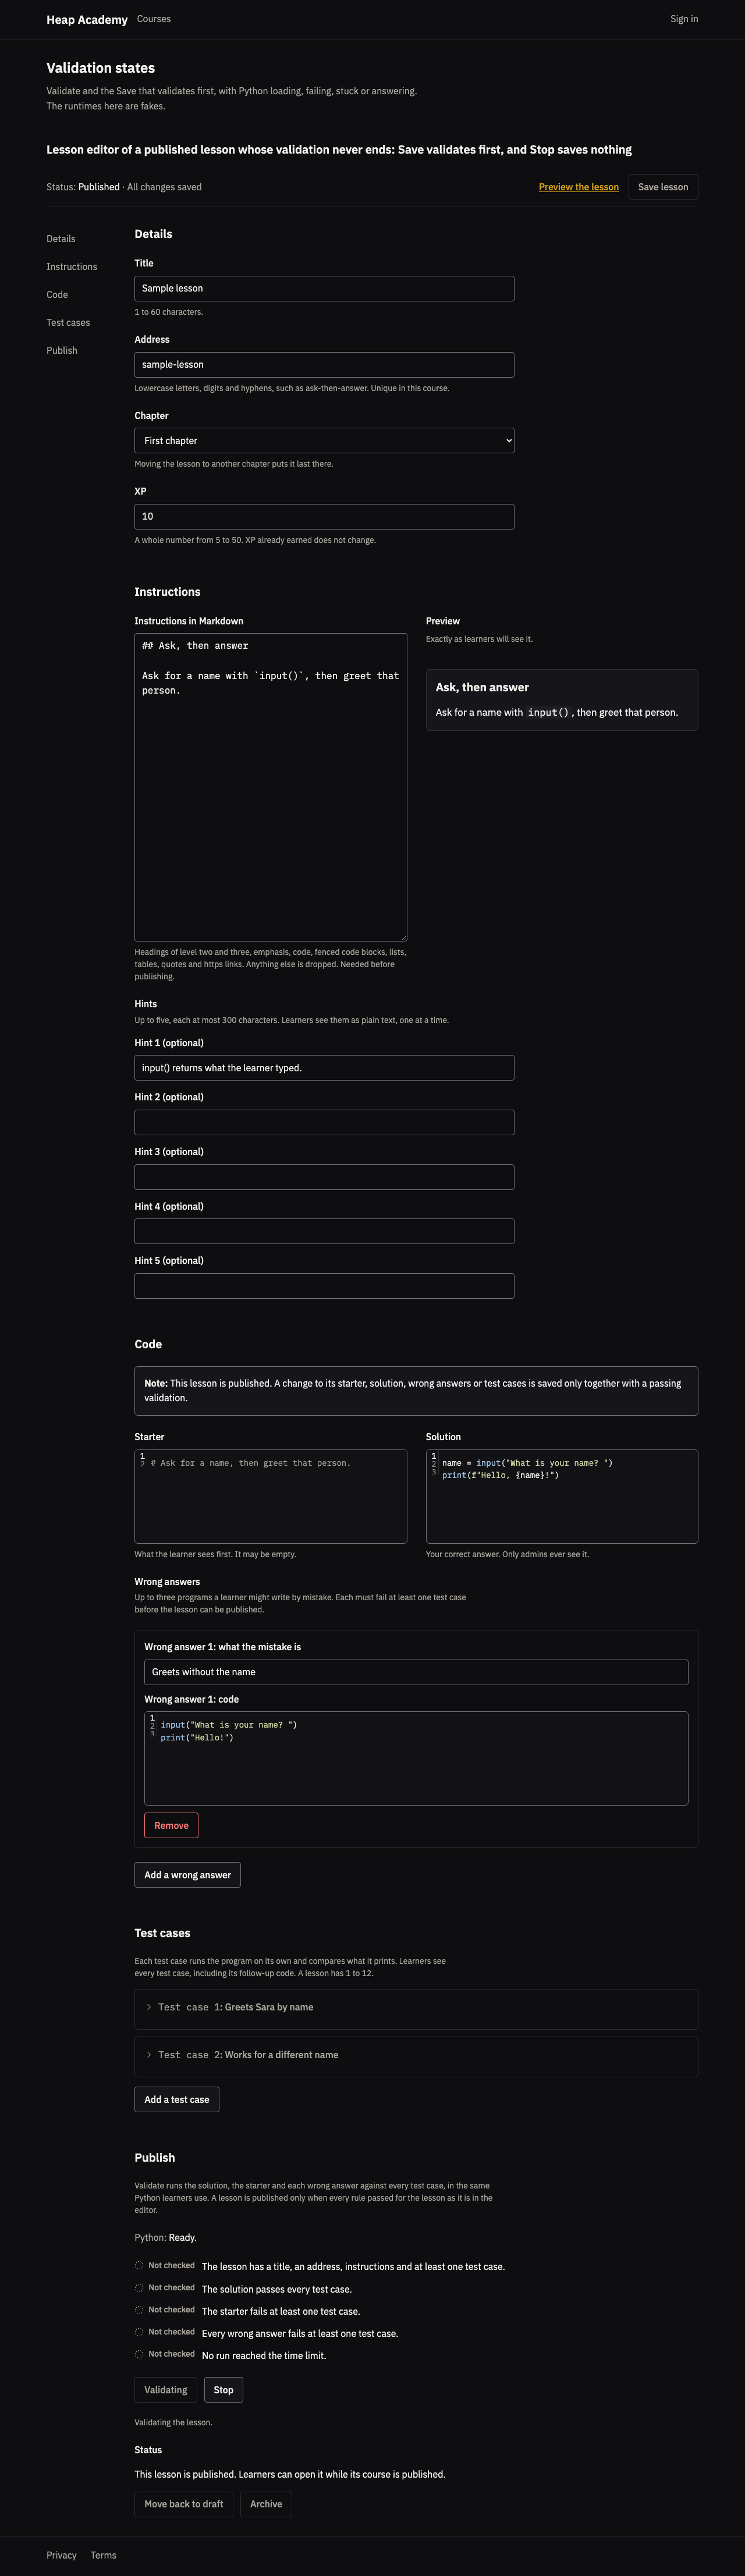 Heap Academy Courses Sign in
Validation states
Validate and the Save that validates first, with Python loading, failing, stuck or answering.
The runtimes here are fakes.
Lesson editor of a published lesson whose validation never ends: Save validates first, and Stop saves nothing
Status: Published · All changes saved Preview the lesson Save lesson
Details
Instructions
Code
Test cases
Publish
Details
Title
Sample lesson
1 to 60 characters.
Address
sample-lesson
Lowercase letters, digits and hyphens, such as ask-then-answer. Unique in this course.
Chapter
First chapter
Moving the lesson to another chapter puts it last there.
XP
10
A whole number from 5 to 50. XP already earned does not change.
Instructions
Instructions in Markdown
## Ask, then answer
Ask for a name with `input()`, then greet that
person.
Headings of level two and three, emphasis, code, fenced code blocks, lists,
tables, quotes and https links. Anything else is dropped. Needed before
publishing.
Preview
Exactly as learners will see it.
Ask, then answer
Ask for a name with input(), then greet that person.
Hints
Up to five, each at most 300 characters. Learners see them as plain text, one at a time.
Hint 1 (optional)
input() returns what the learner typed.
Hint 2 (optional)
Hint 3 (optional)
Hint 4 (optional)
Hint 5 (optional)
Code
Note: This lesson is published. A change to its starter, solution, wrong answers or test cases is saved only together with a passing
validation.
Starter
1
2
# Ask for a name, then greet that person.
What the learner sees first. It may be empty.
Solution
1
2
3
name = input("What is your name? ")
print(f"Hello, {name}!")
Your correct answer. Only admins ever see it.
Wrong answers
Up to three programs a learner might write by mistake. Each must fail at least one test case
before the lesson can be published.
Wrong answer 1: what the mistake is
Greets without the name
Wrong answer 1: code
1
2
3
input("What is your name? ")
print("Hello!")
Remove
Add a wrong answer
Test cases
Each test case runs the program on its own and compares what it prints. Learners see
every test case, including its follow-up code. A lesson has 1 to 12.
Test case 1: Greets Sara by name
Test case 2: Works for a different name
Add a test case
Publish
Validate runs the solution, the starter and each wrong answer against every test case, in the same
Python learners use. A lesson is published only when every rule passed for the lesson as it is in the
editor.
Python: Ready.
Not checked The lesson has a title, an address, instructions and at least one test case.
Not checked The solution passes every test case.
Not checked The starter fails at least one test case.
Not checked Every wrong answer fails at least one test case.
Not checked No run reached the time limit.
Validating Stop
Validating the lesson.
Status
This lesson is published. Learners can open it while its course is published.
Move back to draft Archive
Privacy Terms